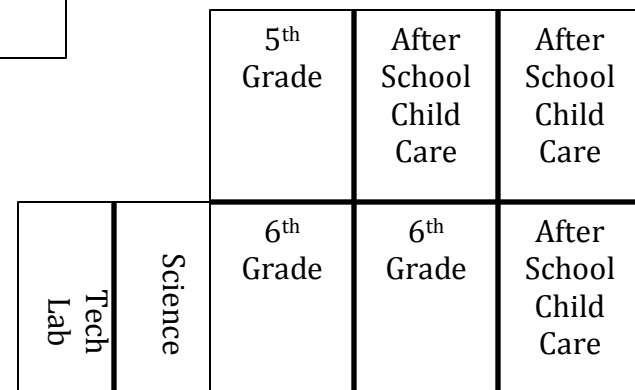 5th
Grade
After
School
Child
Care
After
School
Child
Care
Tech
Lab
Science
6th
Grade
6th
Grade
After
School
Child
Care